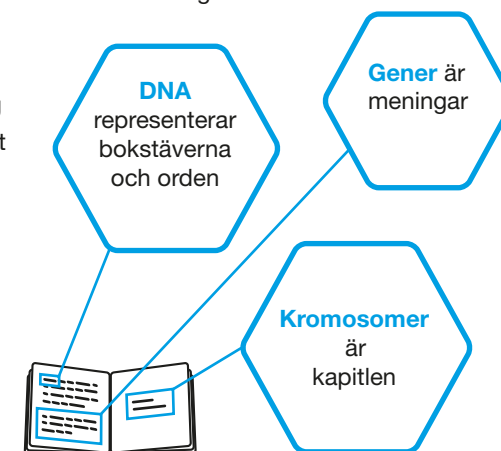 DNA
representerar
bokstäverna
och orden
Gener är
meningar
Kromosomer
är
kapitlen